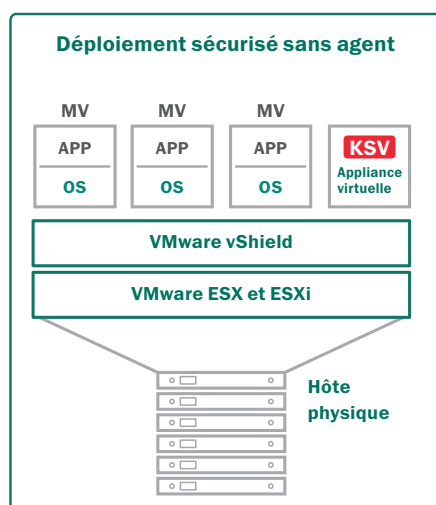 Déploiement sécurisé sans agent
MV MV MV
APP APP APP KSV
OS OS OS Appliance
virtuelle
VMware vShield
VMware ESX et ESXi
Hôte
physique